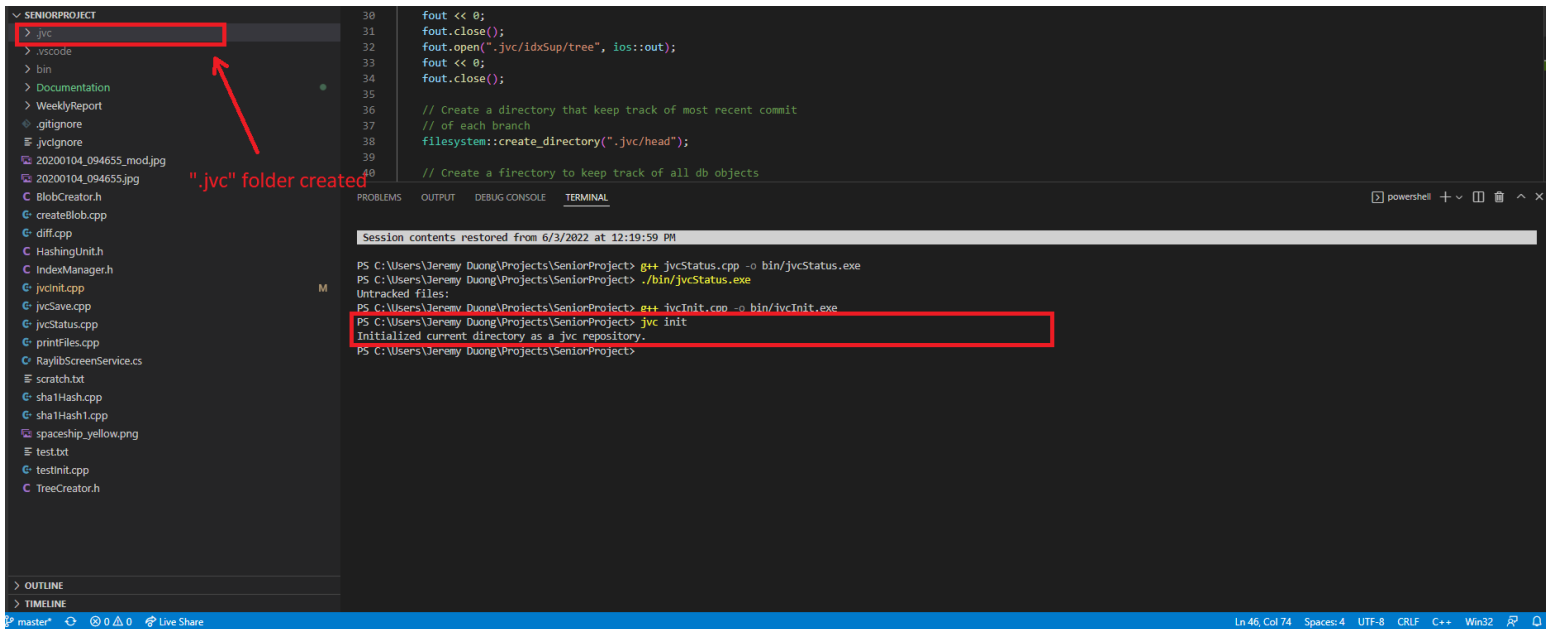 SENIORPROJECT
.jvc
.vscode
bin
Documentation
WeeklyReport
.gitignore
.jvcIgnore
20200104_094655_mod.jpg
20200104_094655.jpg
BlobCreator.h
createBlob.cpp
diff.cpp
HashingUnit.h
IndexManager.h
jvcInit.cpp M
jvcSave.cpp
jvcStatus.cpp
printFiles.cpp
RaylibScreenService.cs
scratch.txt
sha1Hash.cpp
sha1Hash1.cpp
spaceship_yellow.png
test.txt
testInit.cpp
TreeCreator.h
OUTLINE
TIMELINE
".jvc" folder created
30 fout << 0;
31 fout.close();
32 fout.open(".jvc/idxSup/tree", ios::out);
33 fout << 0;
34 fout.close();
35
36 // Create a directory that keep track of most recent commit
37 // of each branch
38 filesystem::create_directory(".jvc/head");
39
40 // Create a firectory to keep track of all db objects
PROBLEMS OUTPUT DEBUG CONSOLE TERMINAL powershell
Session contents restored from 6/3/2022 at 12:19:59 PM
PS C:\Users\Jeremy Duong\Projects\SeniorProject> g++ jvcStatus.cpp -o bin/jvcStatus.exe
PS C:\Users\Jeremy Duong\Projects\SeniorProject> ./bin/jvcStatus.exe
Untracked files:
PS C:\Users\Jeremy Duong\Projects\SeniorProject> g++ jvcInit.cpp -o bin/jvcInit.exe
PS C:\Users\Jeremy Duong\Projects\SeniorProject> jvc init
Initialized current directory as a jvc repository.
PS C:\Users\Jeremy Duong\Projects\SeniorProject>
master* 0 0 Live Share Ln 46, Col 74 Spaces: 4 UTF-8 CRLF C++ Win32